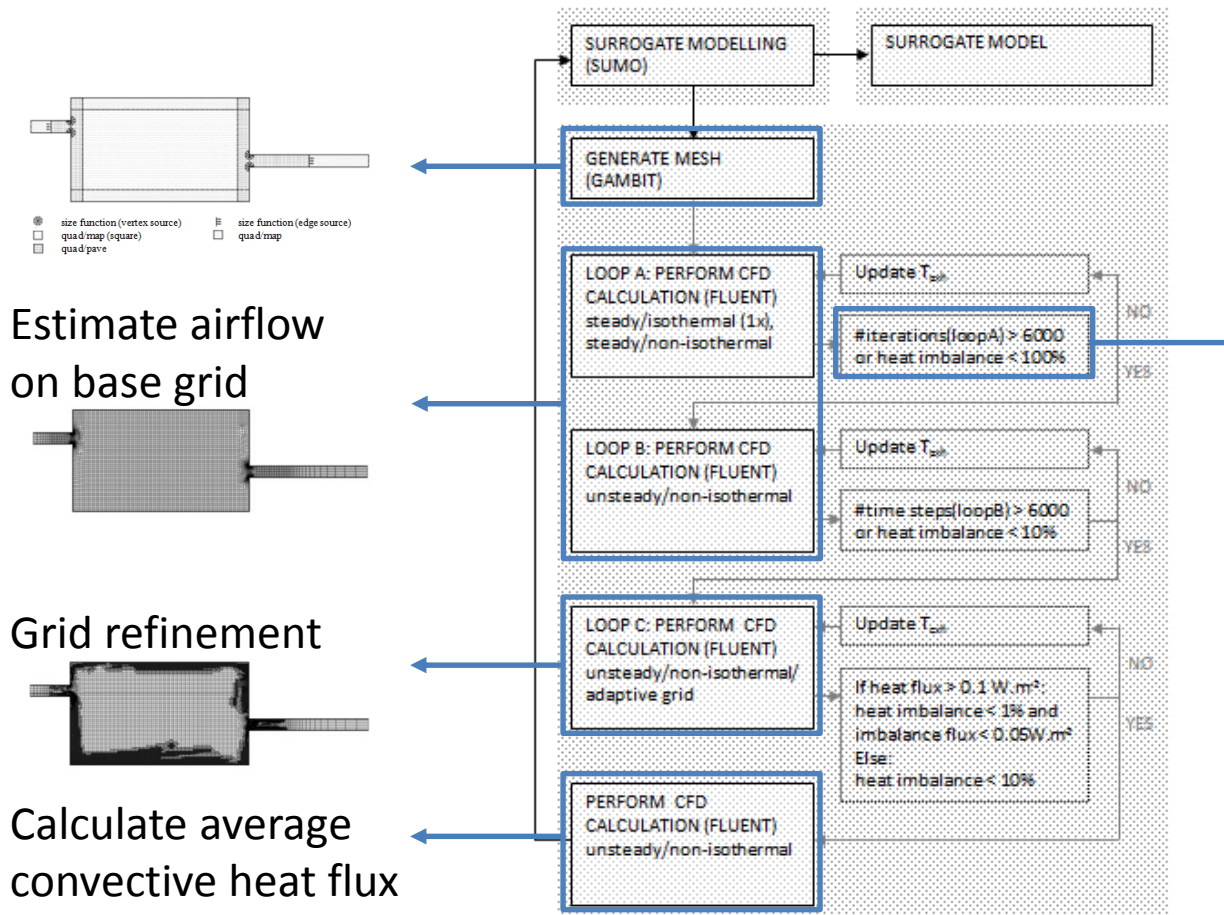 SURROGATE MODELLING
(SUMO)
SURROGATE MODEL
GENERATE MESH
(GAMBIT)
size function (vertex source)
size function (edge source)
quad/map (square)
quad/map
quad/pave
Estimate airflow
on base grid
LOOP A: PERFORM CFD
CALCULATION (FLUENT)
steady/isothermal (1x),
steady/non-isothermal
Update Texh
NO
#iterations(loopA) > 6000
or heat imbalance < 100%
YES
LOOP B: PERFORM CFD
CALCULATION (FLUENT)
unsteady/non-isothermal
Update Texh
NO
#time steps(loopB) > 6000
or heat imbalance < 10%
YES
Grid refinement
LOOP C: PERFORM CFD
CALCULATION (FLUENT)
unsteady/non-isothermal/
adaptive grid
Update Texh
NO
If heat flux > 0.1 W.m²:
heat imbalance < 1% and
imbalance flux < 0.05W.m²
Else:
heat imbalance < 10%
YES
Calculate average
convective heat flux
PERFORM CFD
CALCULATION (FLUENT)
unsteady/non-isothermal